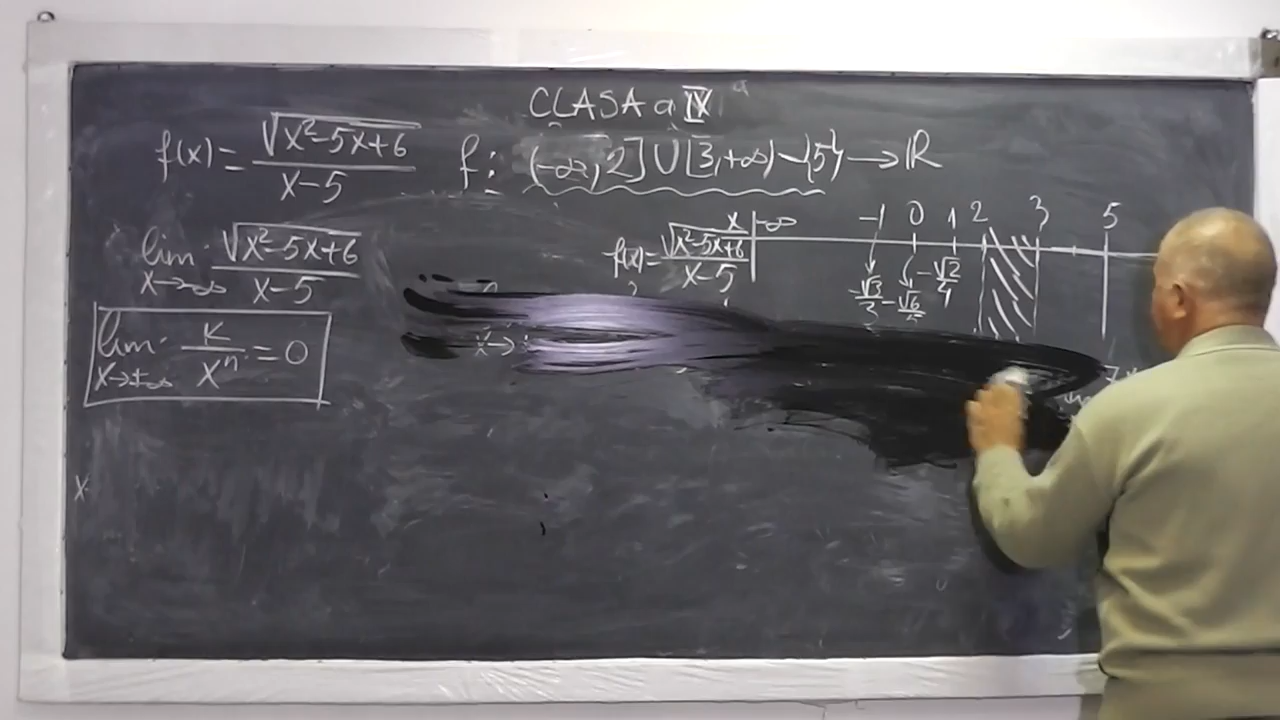 CLASA a IX a
f(x) = √(x²-5x+6) / (x-5)   f: (-∞, 2] ∪ [3, +∞) - {5} → ℝ
x | -∞   -1   0   1   2   3   5
lim x→-∞ √(x²-5x+6) / (x-5)
f(x) = √(x²-5x+6) / (x-5)   -√3/3   -√6/5   -√2/4
lim x→±∞ K / xⁿ = 0
x→
x